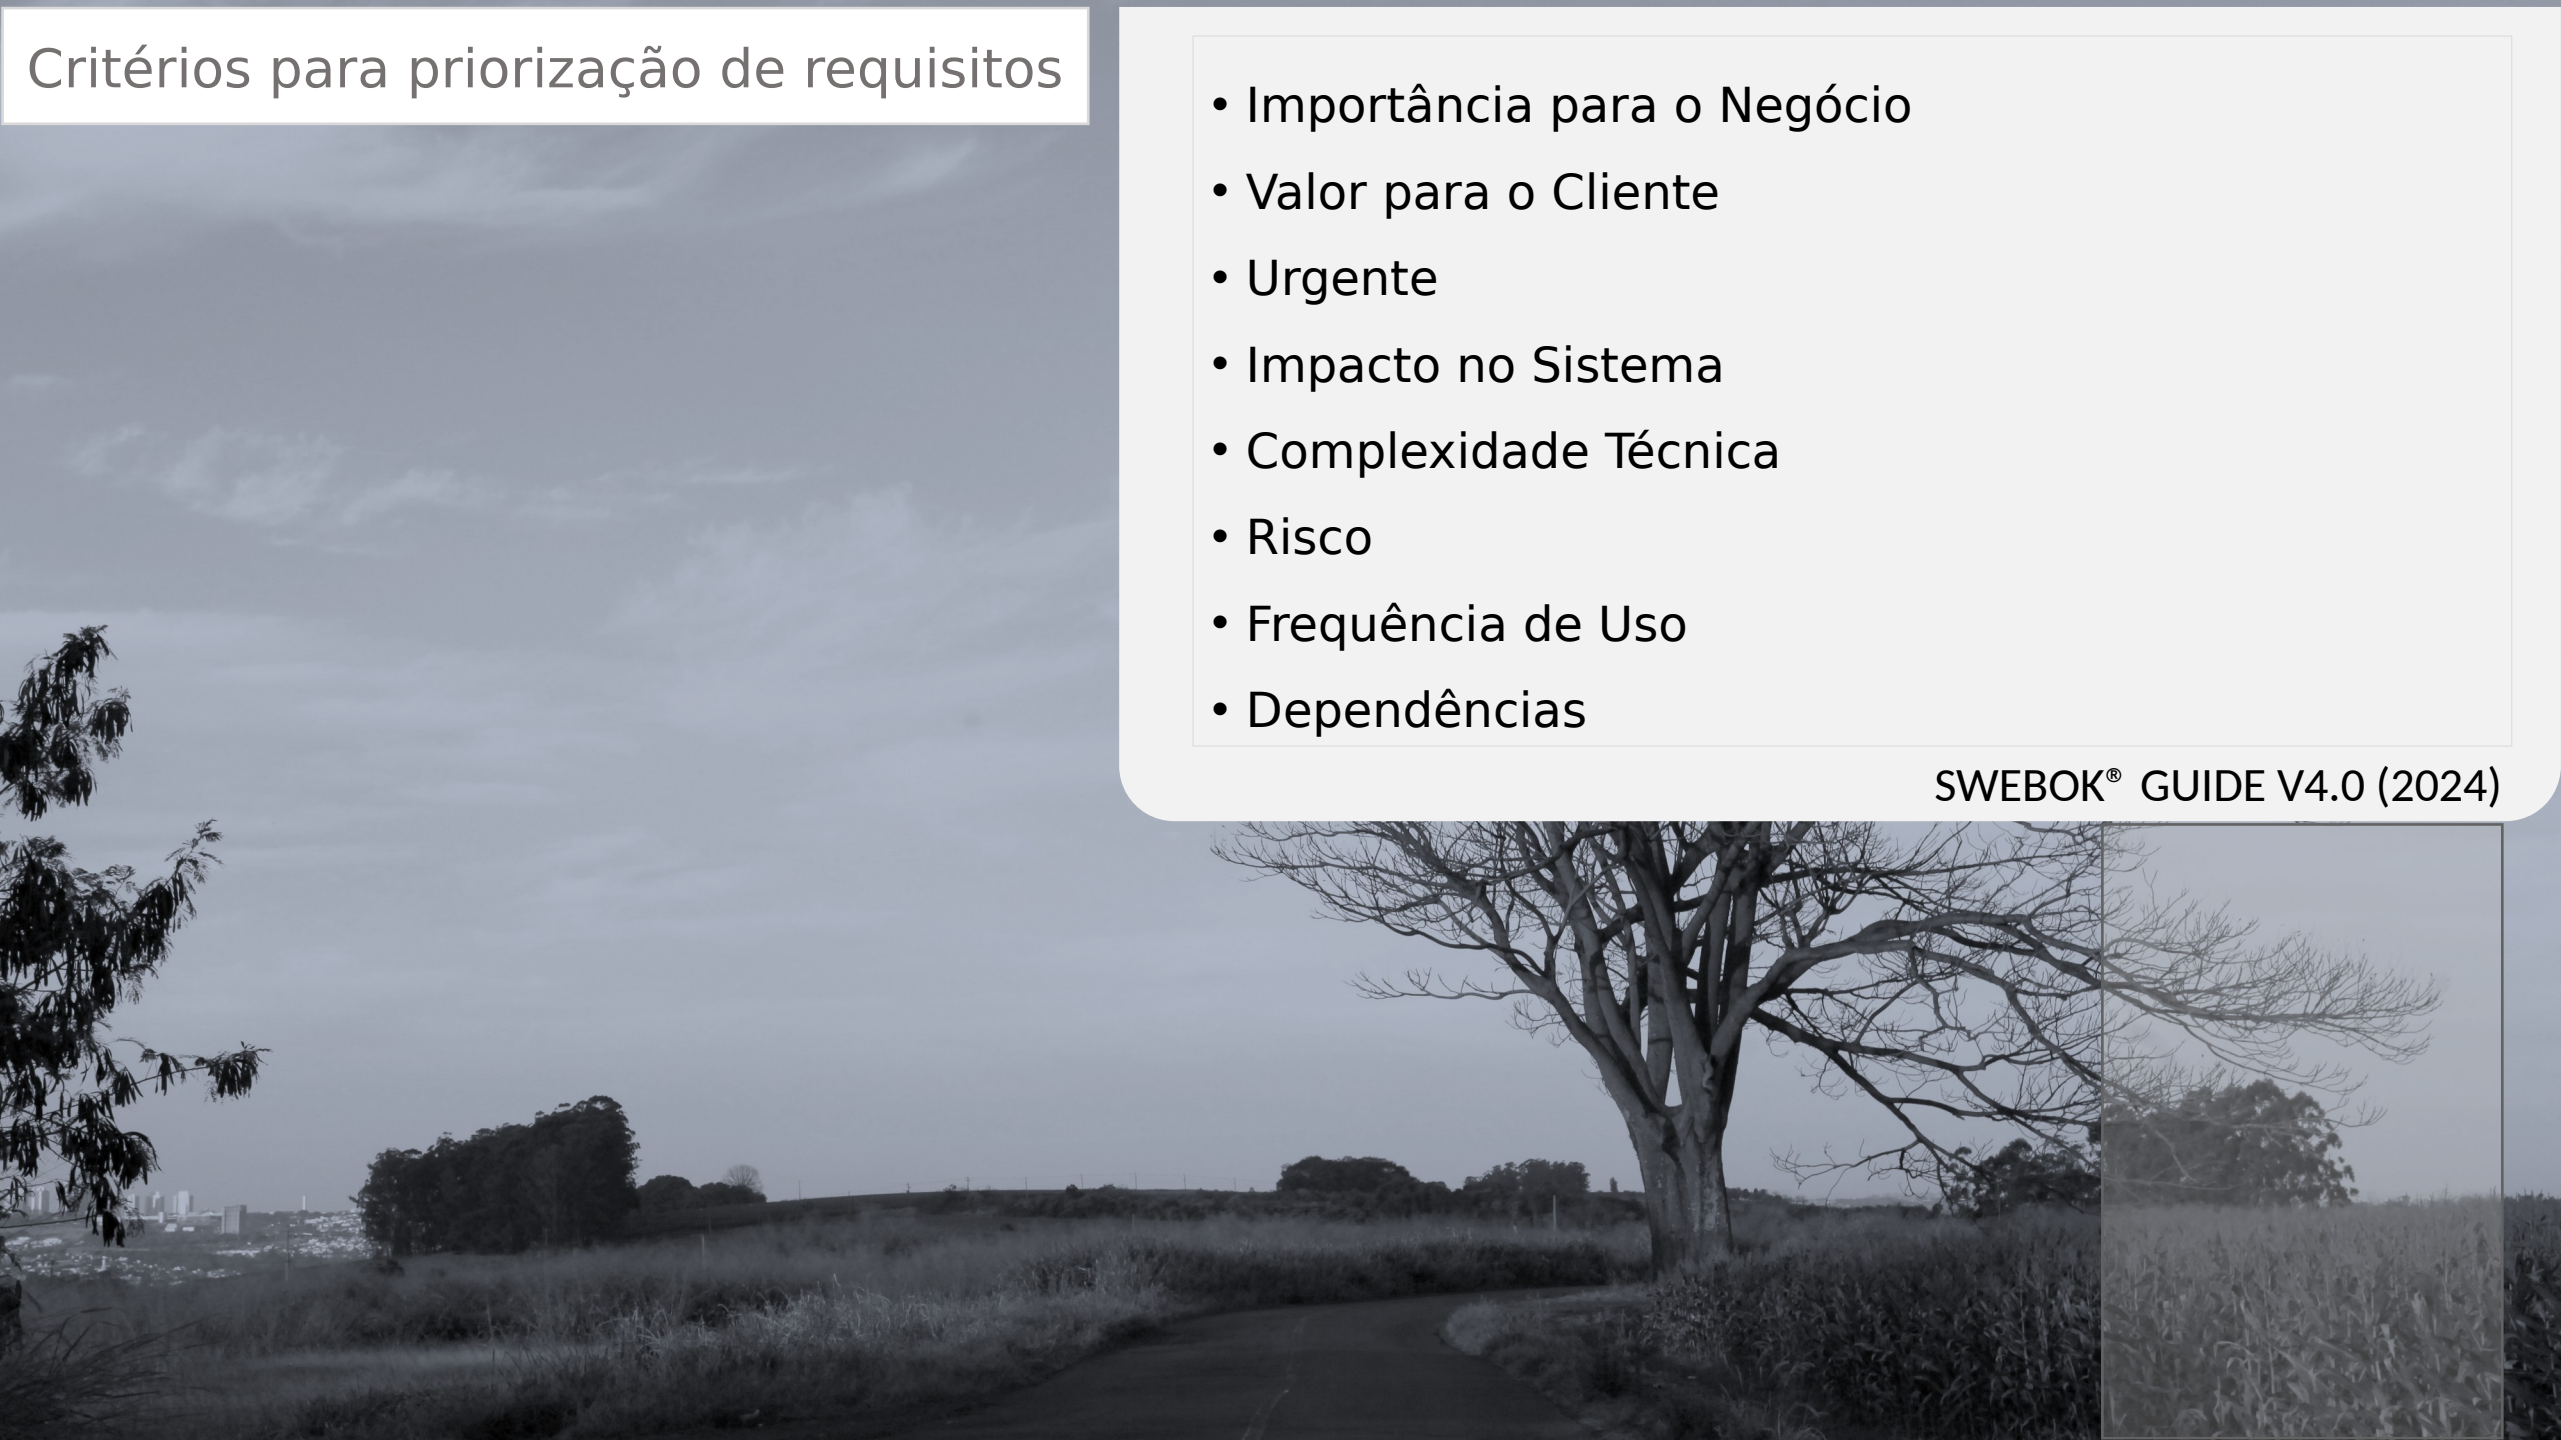 Critérios para priorização de requisitos
• Importância para o Negócio
• Valor para o Cliente
• Urgente
• Impacto no Sistema
• Complexidade Técnica
• Risco
• Frequência de Uso
• Dependências
SWEBOK® GUIDE V4.0 (2024)